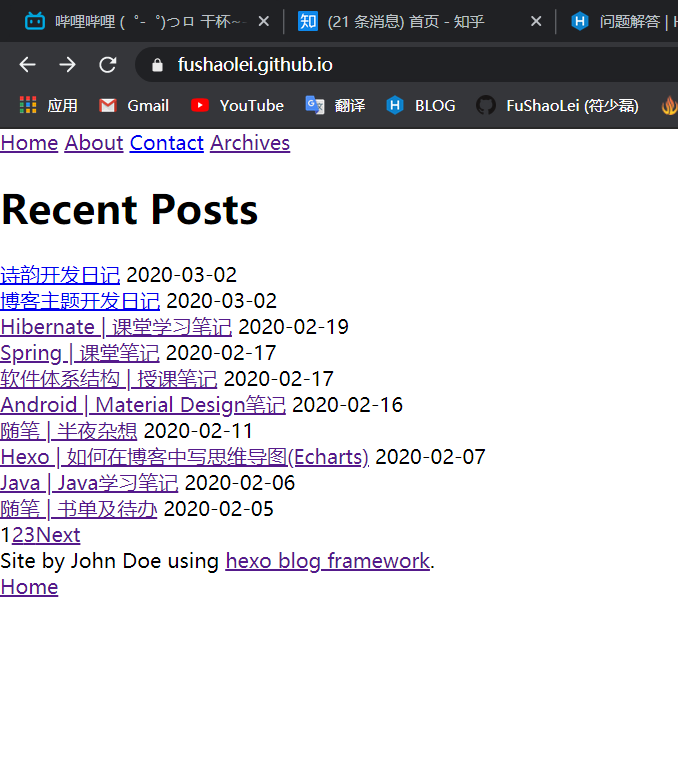 哔哩哔哩 ( ゜- ゜)つロ 干杯~-
(21 条消息) 首页 - 知乎
问题解答 | H
fushaolei.github.io
应用 Gmail YouTube 翻译 BLOG FuShaoLei (符少磊)
Home About Contact Archives
Recent Posts
诗韵开发日记 2020-03-02
博客主题开发日记 2020-03-02
Hibernate | 课堂学习笔记 2020-02-19
Spring | 课堂笔记 2020-02-17
软件体系结构 | 授课笔记 2020-02-17
Android | Material Design笔记 2020-02-16
随笔 | 半夜杂想 2020-02-11
Hexo | 如何在博客中写思维导图(Echarts) 2020-02-07
Java | Java学习笔记 2020-02-06
随笔 | 书单及待办 2020-02-05
123Next
Site by John Doe using hexo blog framework.
Home